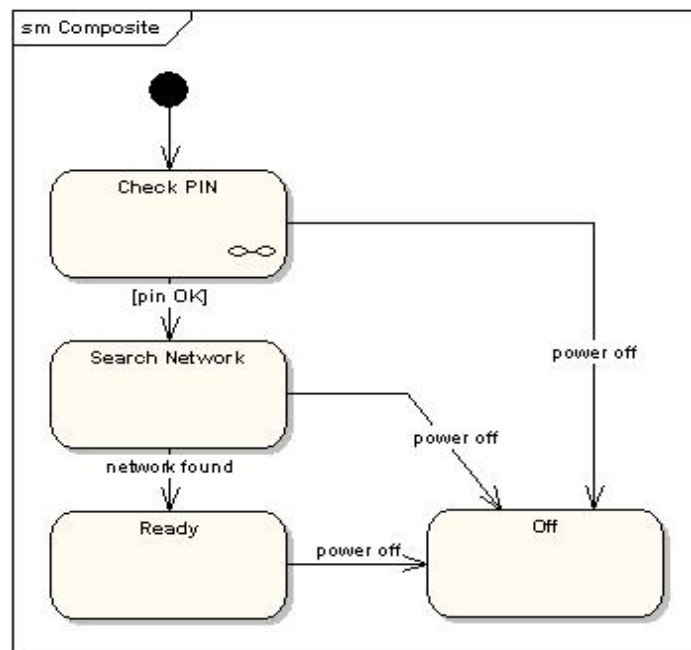 sm Composite
Check PIN
[pin OK]
Search Network
power off
power off
network found
Ready
power off
Off